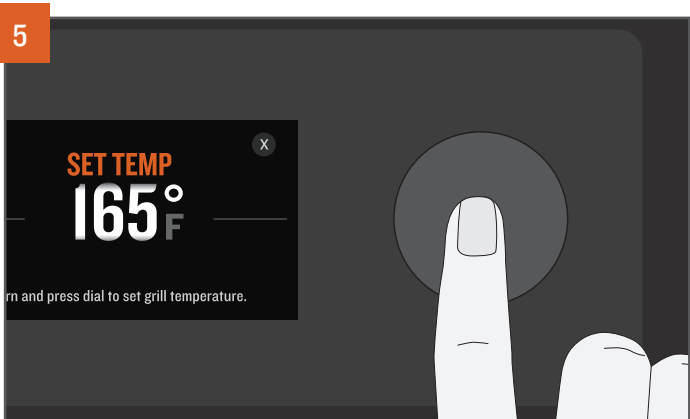 5
X
SET TEMP
165°F
rn and press dial to set grill temperature.